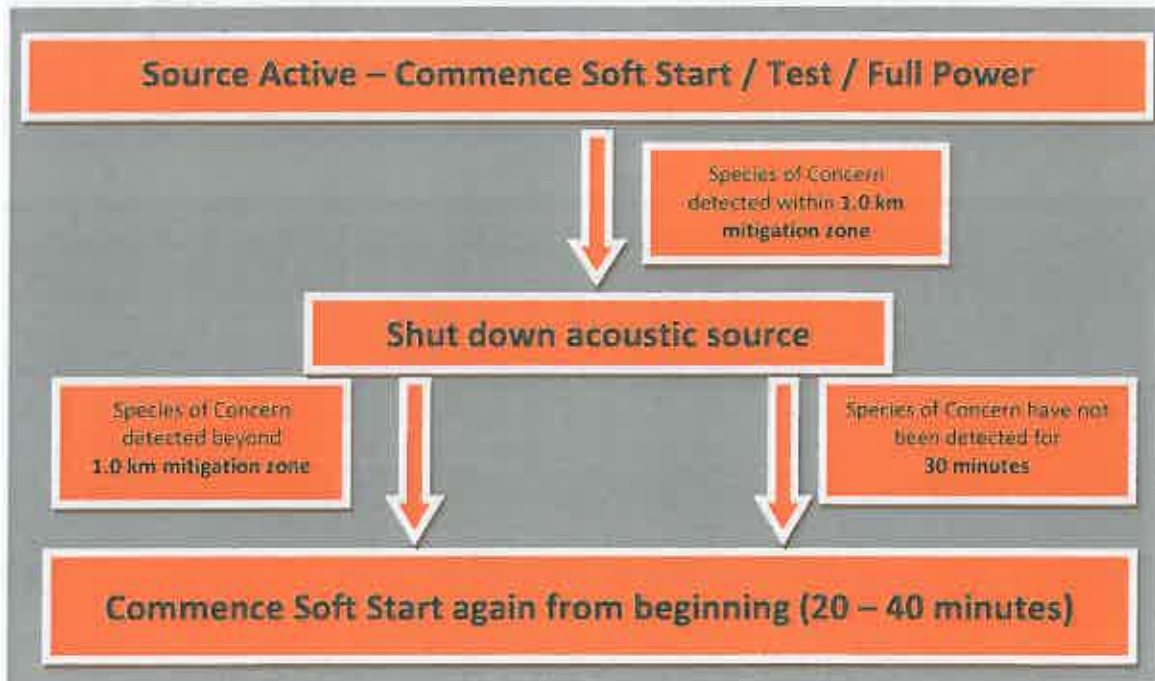 Source Active – Commence Soft Start / Test / Full Power
Species of Concern
detected within 1.0 km
mitigation zone
Shut down acoustic source
Species of Concern
detected beyond
1.0 km mitigation zone
Species of Concern have not
been detected for
30 minutes
Commence Soft Start again from beginning (20 – 40 minutes)